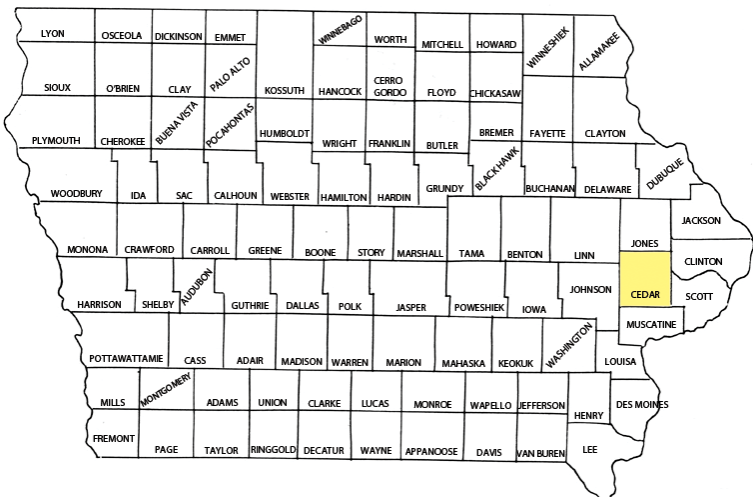 LYON OSCEOLA DICKINSON EMMET WINNEBAGO WORTH MITCHELL HOWARD WINNESHIEK ALLAMAKEE
SIOUX O'BRIEN CLAY PALO ALTO KOSSUTH HANCOCK CERRO
GORDO FLOYD CHICKASAW
PLYMOUTH CHEROKEE BUENA VISTA POCAHONTAS HUMBOLDT WRIGHT FRANKLIN BUTLER BREMER FAYETTE CLAYTON
WOODBURY IDA SAC CALHOUN WEBSTER HAMILTON HARDIN GRUNDY BLACK HAWK BUCHANAN DELAWARE DUBUQUE
JACKSON
MONONA CRAWFORD CARROLL GREENE BOONE STORY MARSHALL TAMA BENTON LINN JONES
CLINTON
HARRISON SHELBY AUDUBON GUTHRIE DALLAS POLK JASPER POWESHIEK IOWA JOHNSON CEDAR SCOTT
MUSCATINE
POTTAWATTAMIE CASS ADAIR MADISON WARREN MARION MAHASKA KEOKUK WASHINGTON LOUISA
MILLS MONTGOMERY ADAMS UNION CLARKE LUCAS MONROE WAPELLO JEFFERSON HENRY DES MOINES
FREMONT PAGE TAYLOR RINGGOLD DECATUR WAYNE APPANOOSE DAVIS VAN BUREN LEE